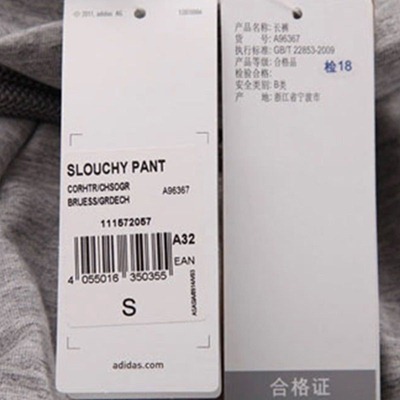 © 2011, adidas AG
SLOUCHY PANT
CORHTR/CHSOGR A96367
BRUESS/GRDECH
111572057
A32
EAN
4 055016 350355
S
adidas.com
产品名称: 长裤
货 号: A96367
执行标准: GB/T 22853-2009
产品等级: 合格品
检验合格: 检18
安全类别: B类
产 地: 浙江省宁波市
合格证